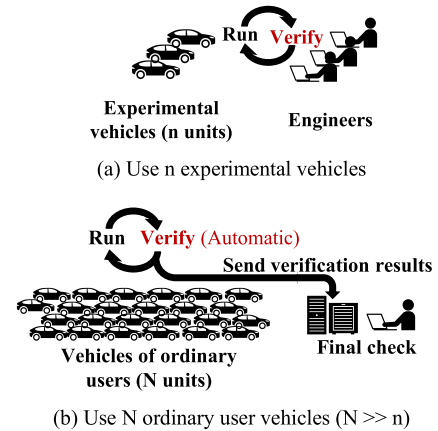 Run Verify
Experimental
vehicles (n units)
Engineers
(a) Use n experimental vehicles
Run Verify (Automatic)
Send verification results
Vehicles of ordinary
users (N units)
Final check
(b) Use N ordinary user vehicles (N >> n)